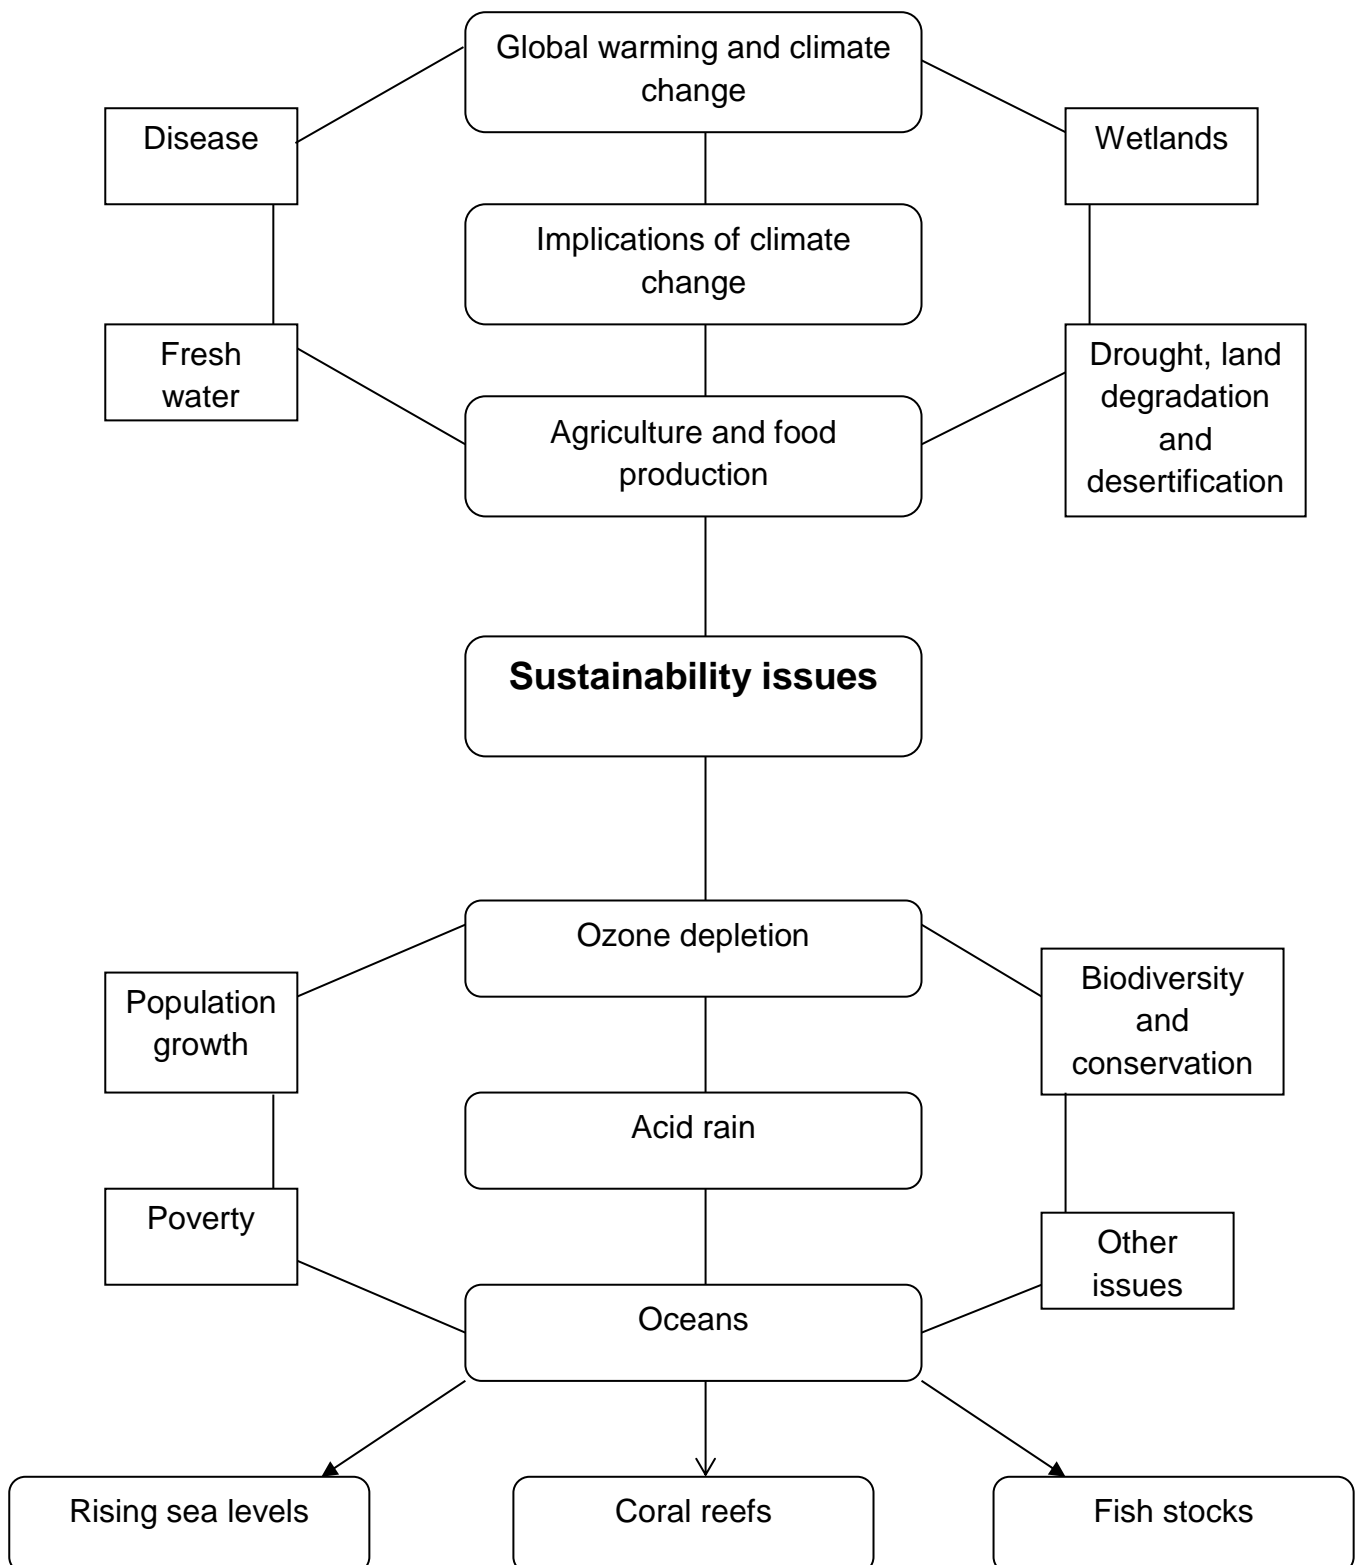 Global warming and climate
change
Disease
Wetlands
Implications of climate
change
Fresh
water
Drought, land
degradation
and
desertification
Agriculture and food
production
Sustainability issues
Ozone depletion
Population
growth
Biodiversity
and
conservation
Acid rain
Poverty
Other
issues
Oceans
Rising sea levels
Coral reefs
Fish stocks